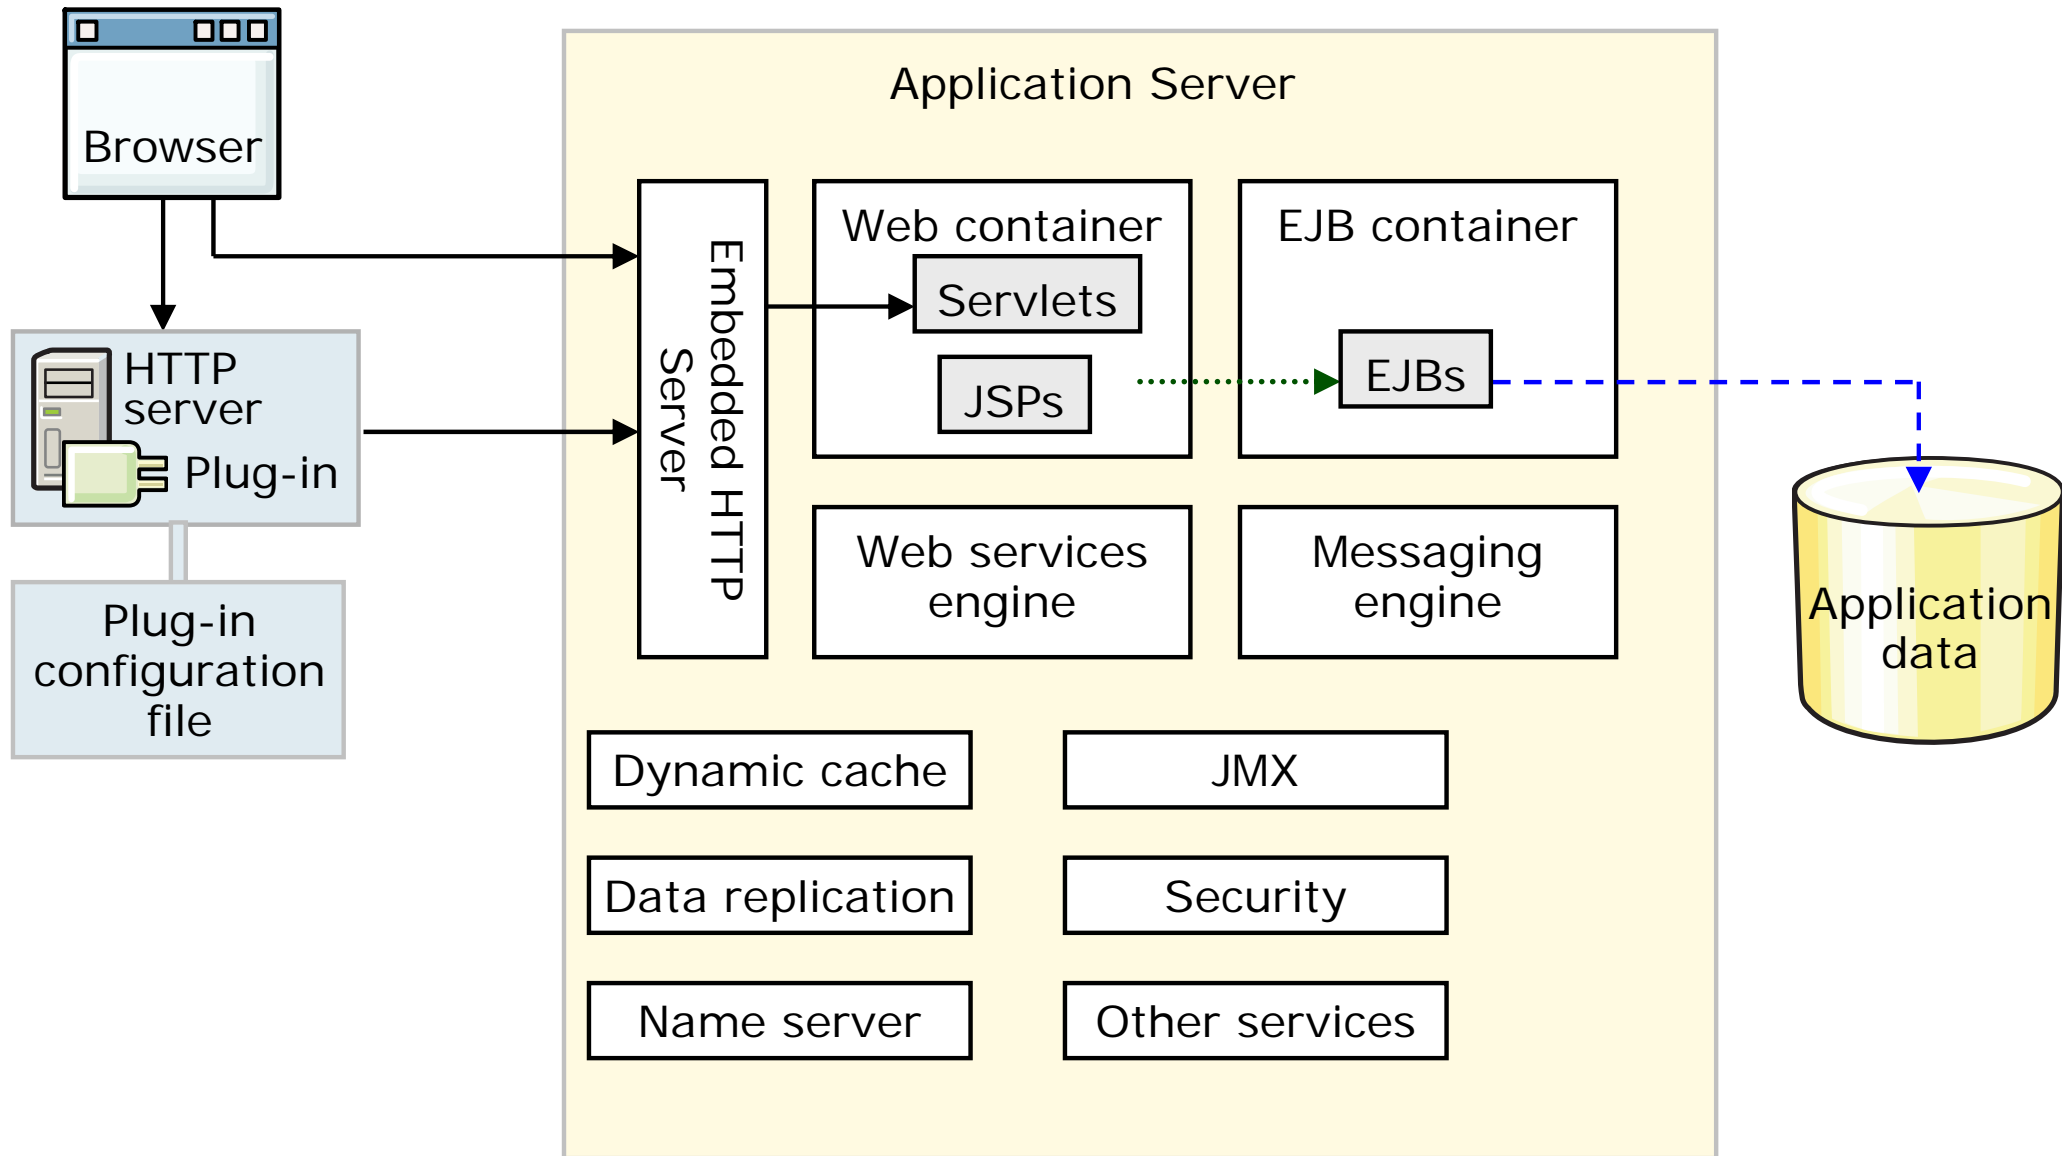 Application Server
Browser
HTTP
server
Plug-in
Plug-in
configuration
file
Embedded HTTP
Server
Web container
Servlets
JSPs
EJB container
EJBs
Web services
engine
Messaging
engine
Application
data
Dynamic cache
JMX
Data replication
Security
Name server
Other services